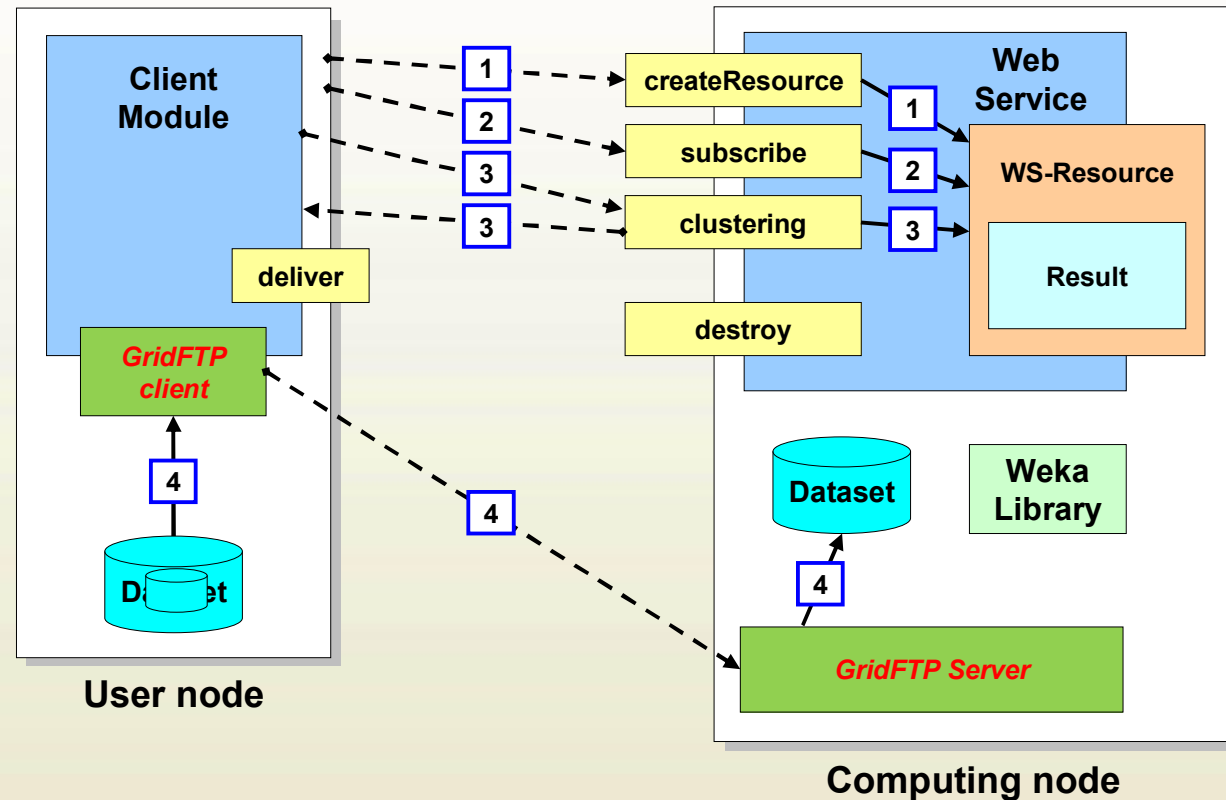 Client
Module
1
2
3
3
deliver
GridFTP
client
4
4
User node
createResource
subscribe
clustering
destroy
1
2
3
Web
Service
WS-Resource
Result
Dataset
Weka
Library
4
GridFTP Server
Computing node